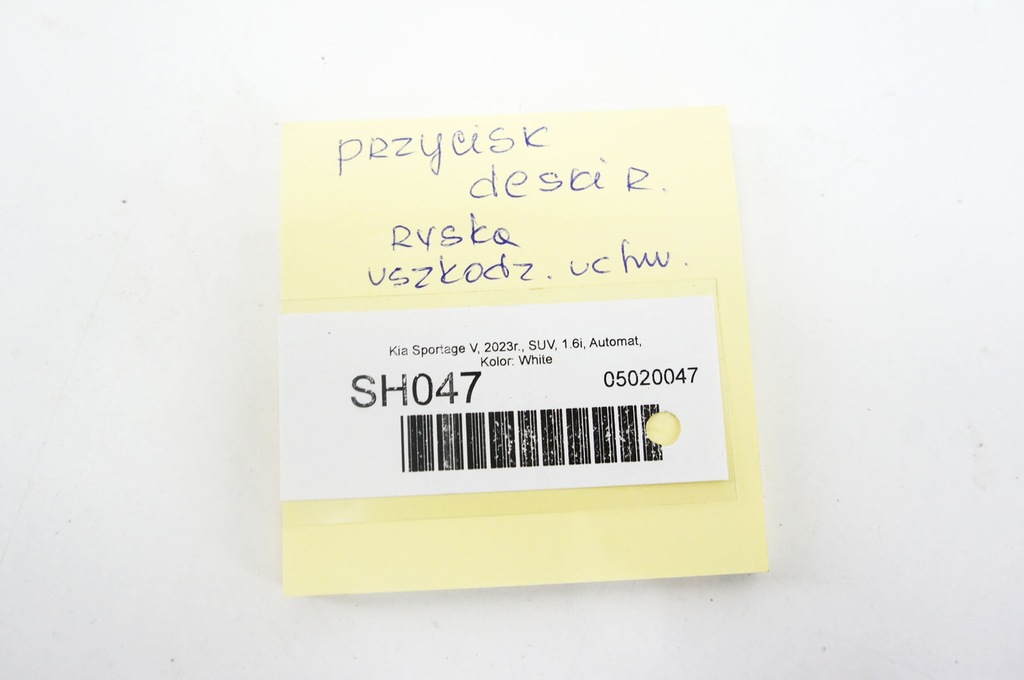 przycisk
deski R.
ryska
uszkodz. uchw.
Kia Sportage V, 2023r., SUV, 1.6i, Automat,
Kolor: White
SH047
05020047